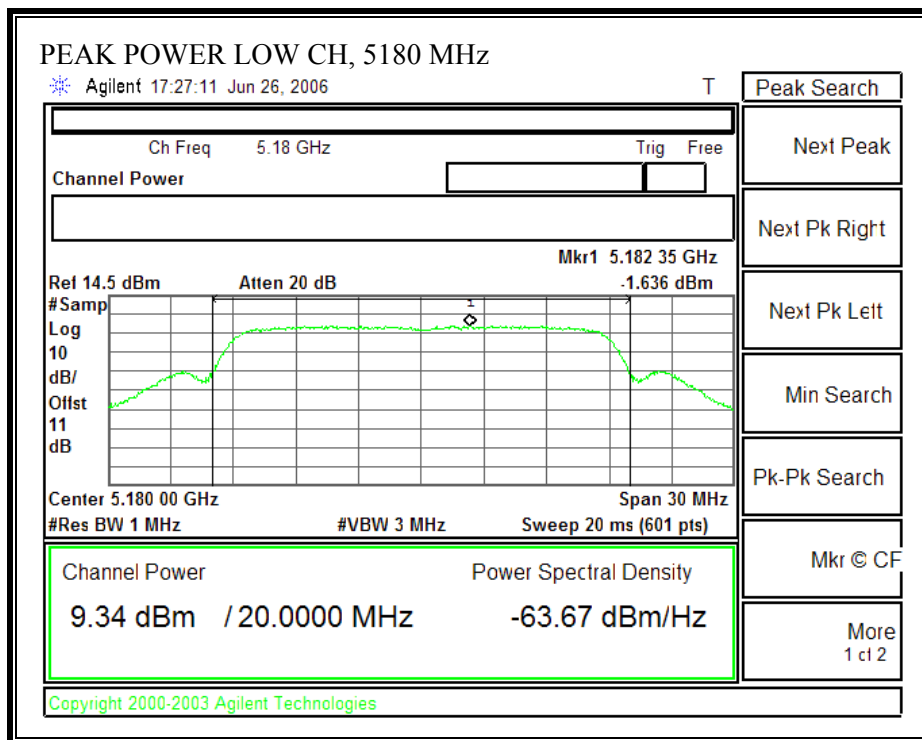 PEAK POWER LOW CH, 5180 MHz
Agilent 17:27:11 Jun 26, 2006 T
Peak Search
Ch Freq 5.18 GHz Trig Free
Next Peak
Channel Power
Next Pk Right
Mkr1 5.182 35 GHz
Ref 14.5 dBm Atten 20 dB -1.636 dBm
#Samp
1
Next Pk Left
Log
10
dB/
Min Search
Offst
11
dB
Pk-Pk Search
Center 5.180 00 GHz Span 30 MHz
#Res BW 1 MHz #VBW 3 MHz Sweep 20 ms (601 pts)
Mkr © CF
Channel Power Power Spectral Density
9.34 dBm / 20.0000 MHz -63.67 dBm/Hz
More
1 of 2
Copyright 2000-2003 Agilent Technologies